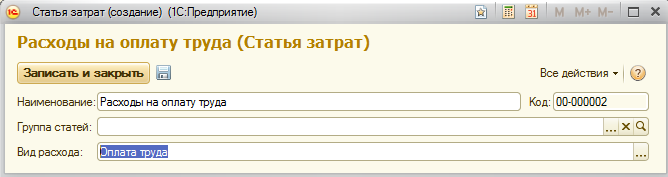 Статья затрат (создание) (1С:Предприятие)
M M+ M-
Расходы на оплату труда (Статья затрат)
Записать и закрыть
Все действия
?
Наименование: Расходы на оплату труда Код: 00-000002
Группа статей: ...
Вид расхода: Оплата труда ...